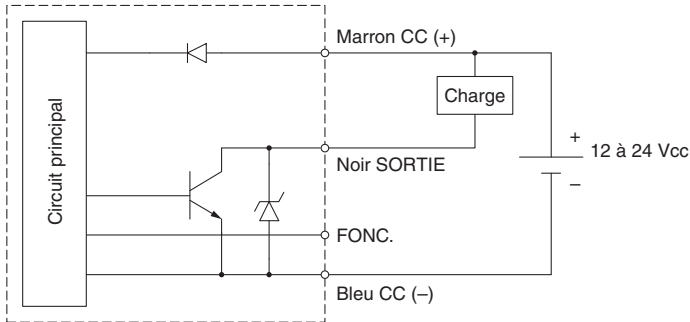 Marron CC (+)
Circuit principal
Charge
Noir SORTIE
+
12 à 24 Vcc
–
FONC.
Bleu CC (–)